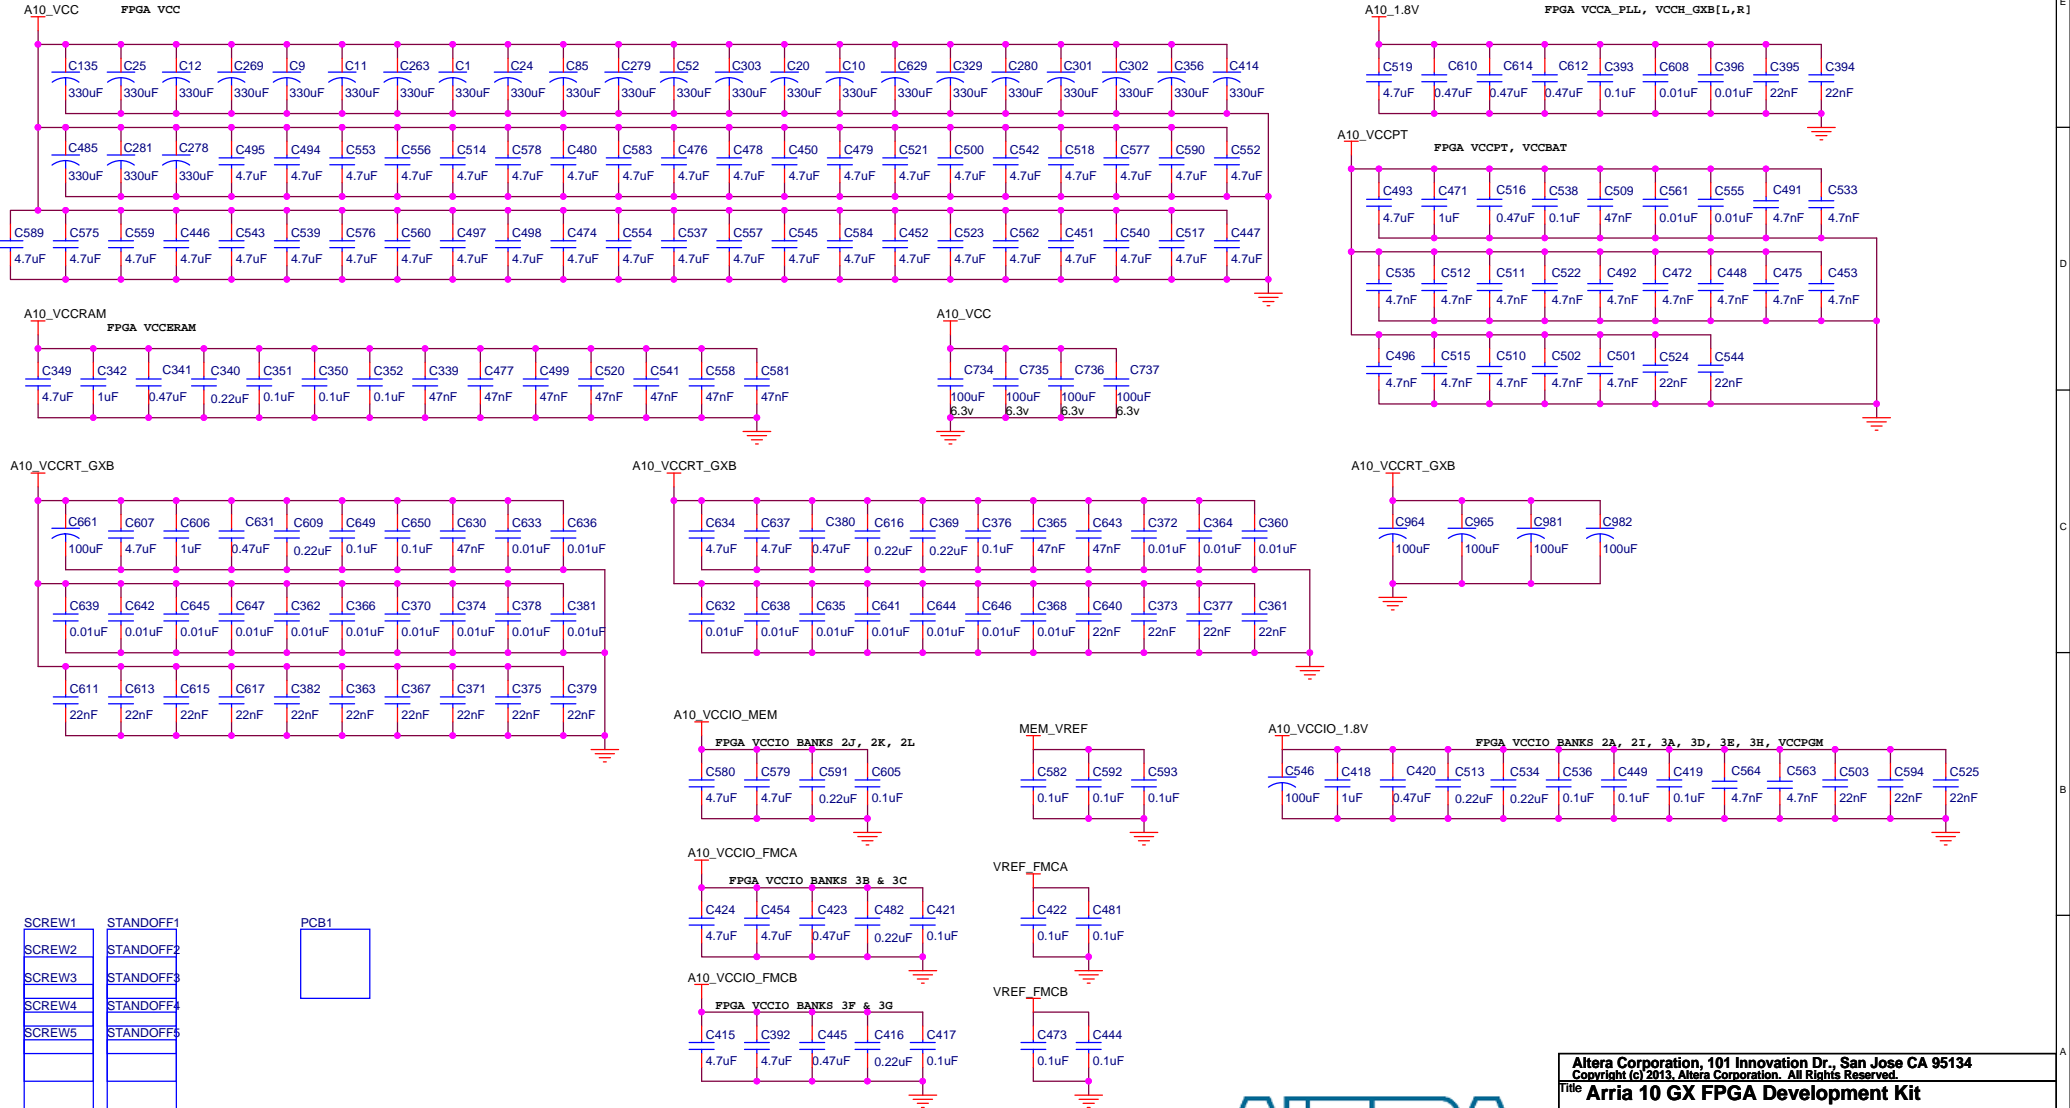 A10_VCC FPGA VCC
C135 C25 C12 C269 C9 C11 C263 C1 C24 C85 C279 C52 C303 C20 C10 C629 C329 C280 C301 C302 C356 C414
330uF 330uF 330uF 330uF 330uF 330uF 330uF 330uF 330uF 330uF 330uF 330uF 330uF 330uF 330uF 330uF 330uF 330uF 330uF 330uF 330uF 330uF
C485 C281 C278 C495 C494 C553 C556 C514 C578 C480 C583 C476 C478 C450 C479 C521 C500 C542 C518 C577 C590 C552
330uF 330uF 330uF 4.7uF 4.7uF 4.7uF 4.7uF 4.7uF 4.7uF 4.7uF 4.7uF 4.7uF 4.7uF 4.7uF 4.7uF 4.7uF 4.7uF 4.7uF 4.7uF 4.7uF 4.7uF 4.7uF
C589 C575 C559 C446 C543 C539 C576 C560 C497 C498 C474 C554 C537 C557 C545 C584 C452 C523 C562 C451 C540 C517 C447
4.7uF 4.7uF 4.7uF 4.7uF 4.7uF 4.7uF 4.7uF 4.7uF 4.7uF 4.7uF 4.7uF 4.7uF 4.7uF 4.7uF 4.7uF 4.7uF 4.7uF 4.7uF 4.7uF 4.7uF 4.7uF 4.7uF 4.7uF
A10_1.8V FPGA VCCA_PLL, VCCH_GXB[L,R]
C519 C610 C614 C612 C393 C608 C396 C395 C394
4.7uF 0.47uF 0.47uF 0.47uF 0.1uF 0.01uF 0.01uF 22nF 22nF
A10_VCCPT
FPGA VCCPT, VCCBAT
C493 C471 C516 C538 C509 C561 C555 C491 C533
4.7uF 1uF 0.47uF 0.1uF 47nF 0.01uF 0.01uF 4.7nF 4.7nF
C535 C512 C511 C522 C492 C472 C448 C475 C453
4.7nF 4.7nF 4.7nF 4.7nF 4.7nF 4.7nF 4.7nF 4.7nF 4.7nF
C496 C515 C510 C502 C501 C524 C544
4.7nF 4.7nF 4.7nF 4.7nF 4.7nF 22nF 22nF
A10_VCCRAM
FPGA VCCERAM
C349 C342 C341 C340 C351 C350 C352 C339 C477 C499 C520 C541 C558 C581
4.7uF 1uF 0.47uF 0.22uF 0.1uF 0.1uF 0.1uF 47nF 47nF 47nF 47nF 47nF 47nF 47nF
A10_VCC
C734 C735 C736 C737
100uF 100uF 100uF 100uF
6.3v 6.3v 6.3v 6.3v
A10_VCCRT_GXB
C661 C607 C606 C631 C609 C649 C650 C630 C633 C636
100uF 4.7uF 1uF 0.47uF 0.22uF 0.1uF 0.1uF 47nF 0.01uF 0.01uF
C639 C642 C645 C647 C362 C366 C370 C374 C378 C381
0.01uF 0.01uF 0.01uF 0.01uF 0.01uF 0.01uF 0.01uF 0.01uF 0.01uF 0.01uF
C611 C613 C615 C617 C382 C363 C367 C371 C375 C379
22nF 22nF 22nF 22nF 22nF 22nF 22nF 22nF 22nF 22nF
A10_VCCRT_GXB
C634 C637 C380 C616 C369 C376 C365 C643 C372 C364 C360
4.7uF 4.7uF 0.47uF 0.22uF 0.22uF 0.1uF 47nF 47nF 0.01uF 0.01uF 0.01uF
C632 C638 C635 C641 C644 C646 C368 C640 C373 C377 C361
0.01uF 0.01uF 0.01uF 0.01uF 0.01uF 0.01uF 0.01uF 22nF 22nF 22nF 22nF
A10_VCCRT_GXB
C964 C965 C981 C982
100uF 100uF 100uF 100uF
A10_VCCIO_MEM
FPGA VCCIO BANKS 2J, 2K, 2L
C580 C579 C591 C605
4.7uF 4.7uF 0.22uF 0.1uF
MEM_VREF
C582 C592 C593
0.1uF 0.1uF 0.1uF
A10_VCCIO_1.8V
FPGA VCCIO BANKS 2A, 2I, 3A, 3D, 3E, 3H, VCCPGM
C546 C418 C420 C513 C534 C536 C449 C419 C564 C563 C503 C594 C525
100uF 1uF 0.47uF 0.22uF 0.22uF 0.1uF 0.1uF 0.1uF 4.7nF 4.7nF 22nF 22nF 22nF
A10_VCCIO_FMCA
FPGA VCCIO BANKS 3B & 3C
C424 C454 C423 C482 C421
4.7uF 4.7uF 0.47uF 0.22uF 0.1uF
VREF_FMCA
C422 C481
0.1uF 0.1uF
A10_VCCIO_FMCB
FPGA VCCIO BANKS 3F & 3G
C415 C392 C445 C416 C417
4.7uF 4.7uF 0.47uF 0.22uF 0.1uF
VREF_FMCB
C473 C444
0.1uF 0.1uF
SCREW1 STANDOFF1 PCB1
SCREW2 STANDOFF2
SCREW3 STANDOFF3
SCREW4 STANDOFF4
SCREW5 STANDOFF5
E
D
C
B
A
Altera Corporation, 101 Innovation Dr., San Jose CA 95134
Copyright (c) 2013, Altera Corporation. All Rights Reserved.
Title Arria 10 GX FPGA Development Kit